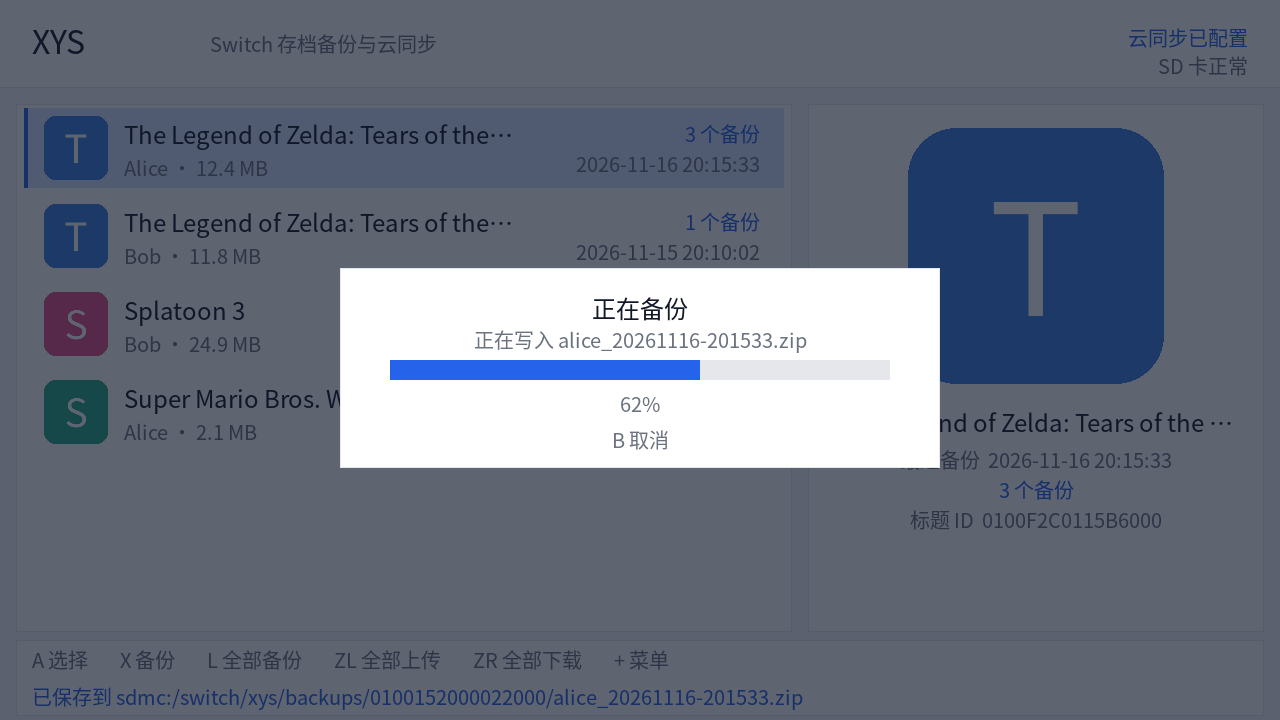 XYS
Switch 存档备份与云同步
云同步已配置
SD 卡正常
T
The Legend of Zelda: Tears of the···
Alice · 12.4 MB
3 个备份
2026-11-16 20:15:33
T
The Legend of Zelda: Tears of the···
Bob · 11.8 MB
1 个备份
2026-11-15 20:10:02
S
Splatoon 3
Bob · 24.9 MB
S
Super Mario Bros.
Alice · 2.1 MB
正在备份
正在写入 alice_20261116-201533.zip
62%
B 取消
T
nd of Zelda: Tears of the ···
备份 2026-11-16 20:15:33
3 个备份
标题 ID 0100F2C0115B6000
A 选择 X 备份 L 全部备份 ZL 全部上传 ZR 全部下载 + 菜单
已保存到 sdmc:/switch/xys/backups/0100152000022000/alice_20261116-201533.zip